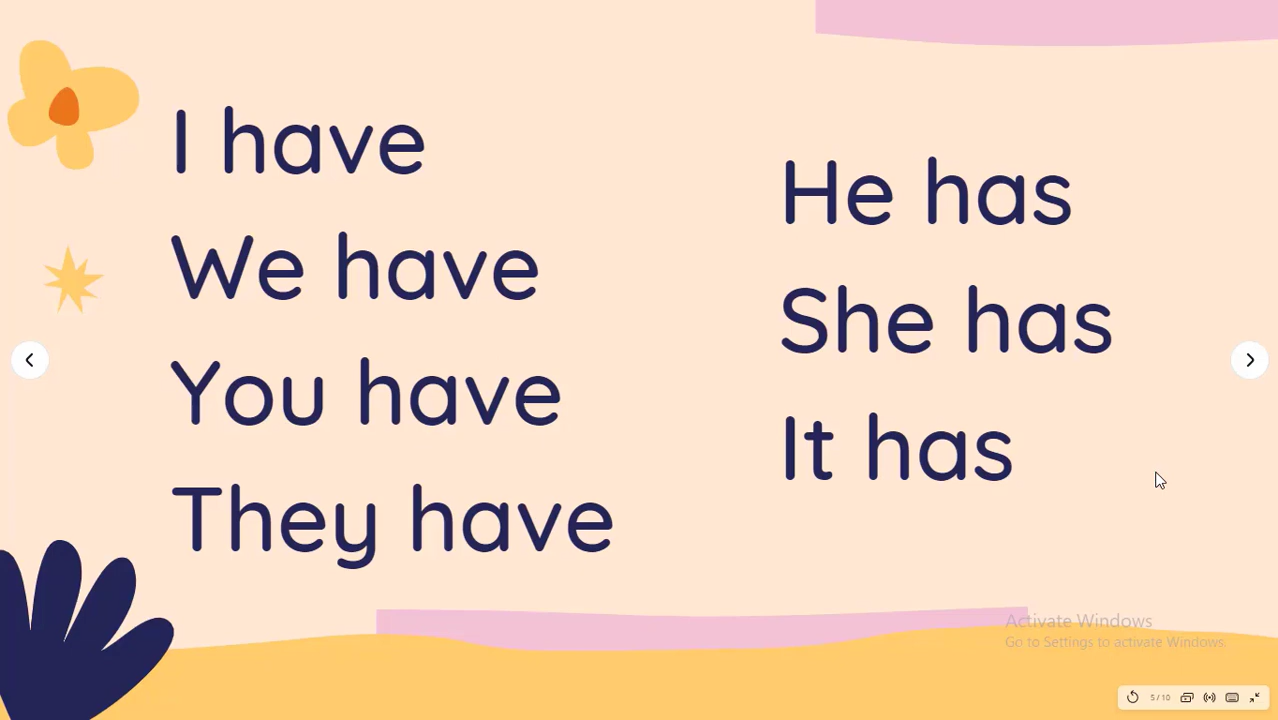 I have
We have
You have
They have
He has
She has
It has
Activate Windows
Go to Settings to activate Windows.
5 / 10